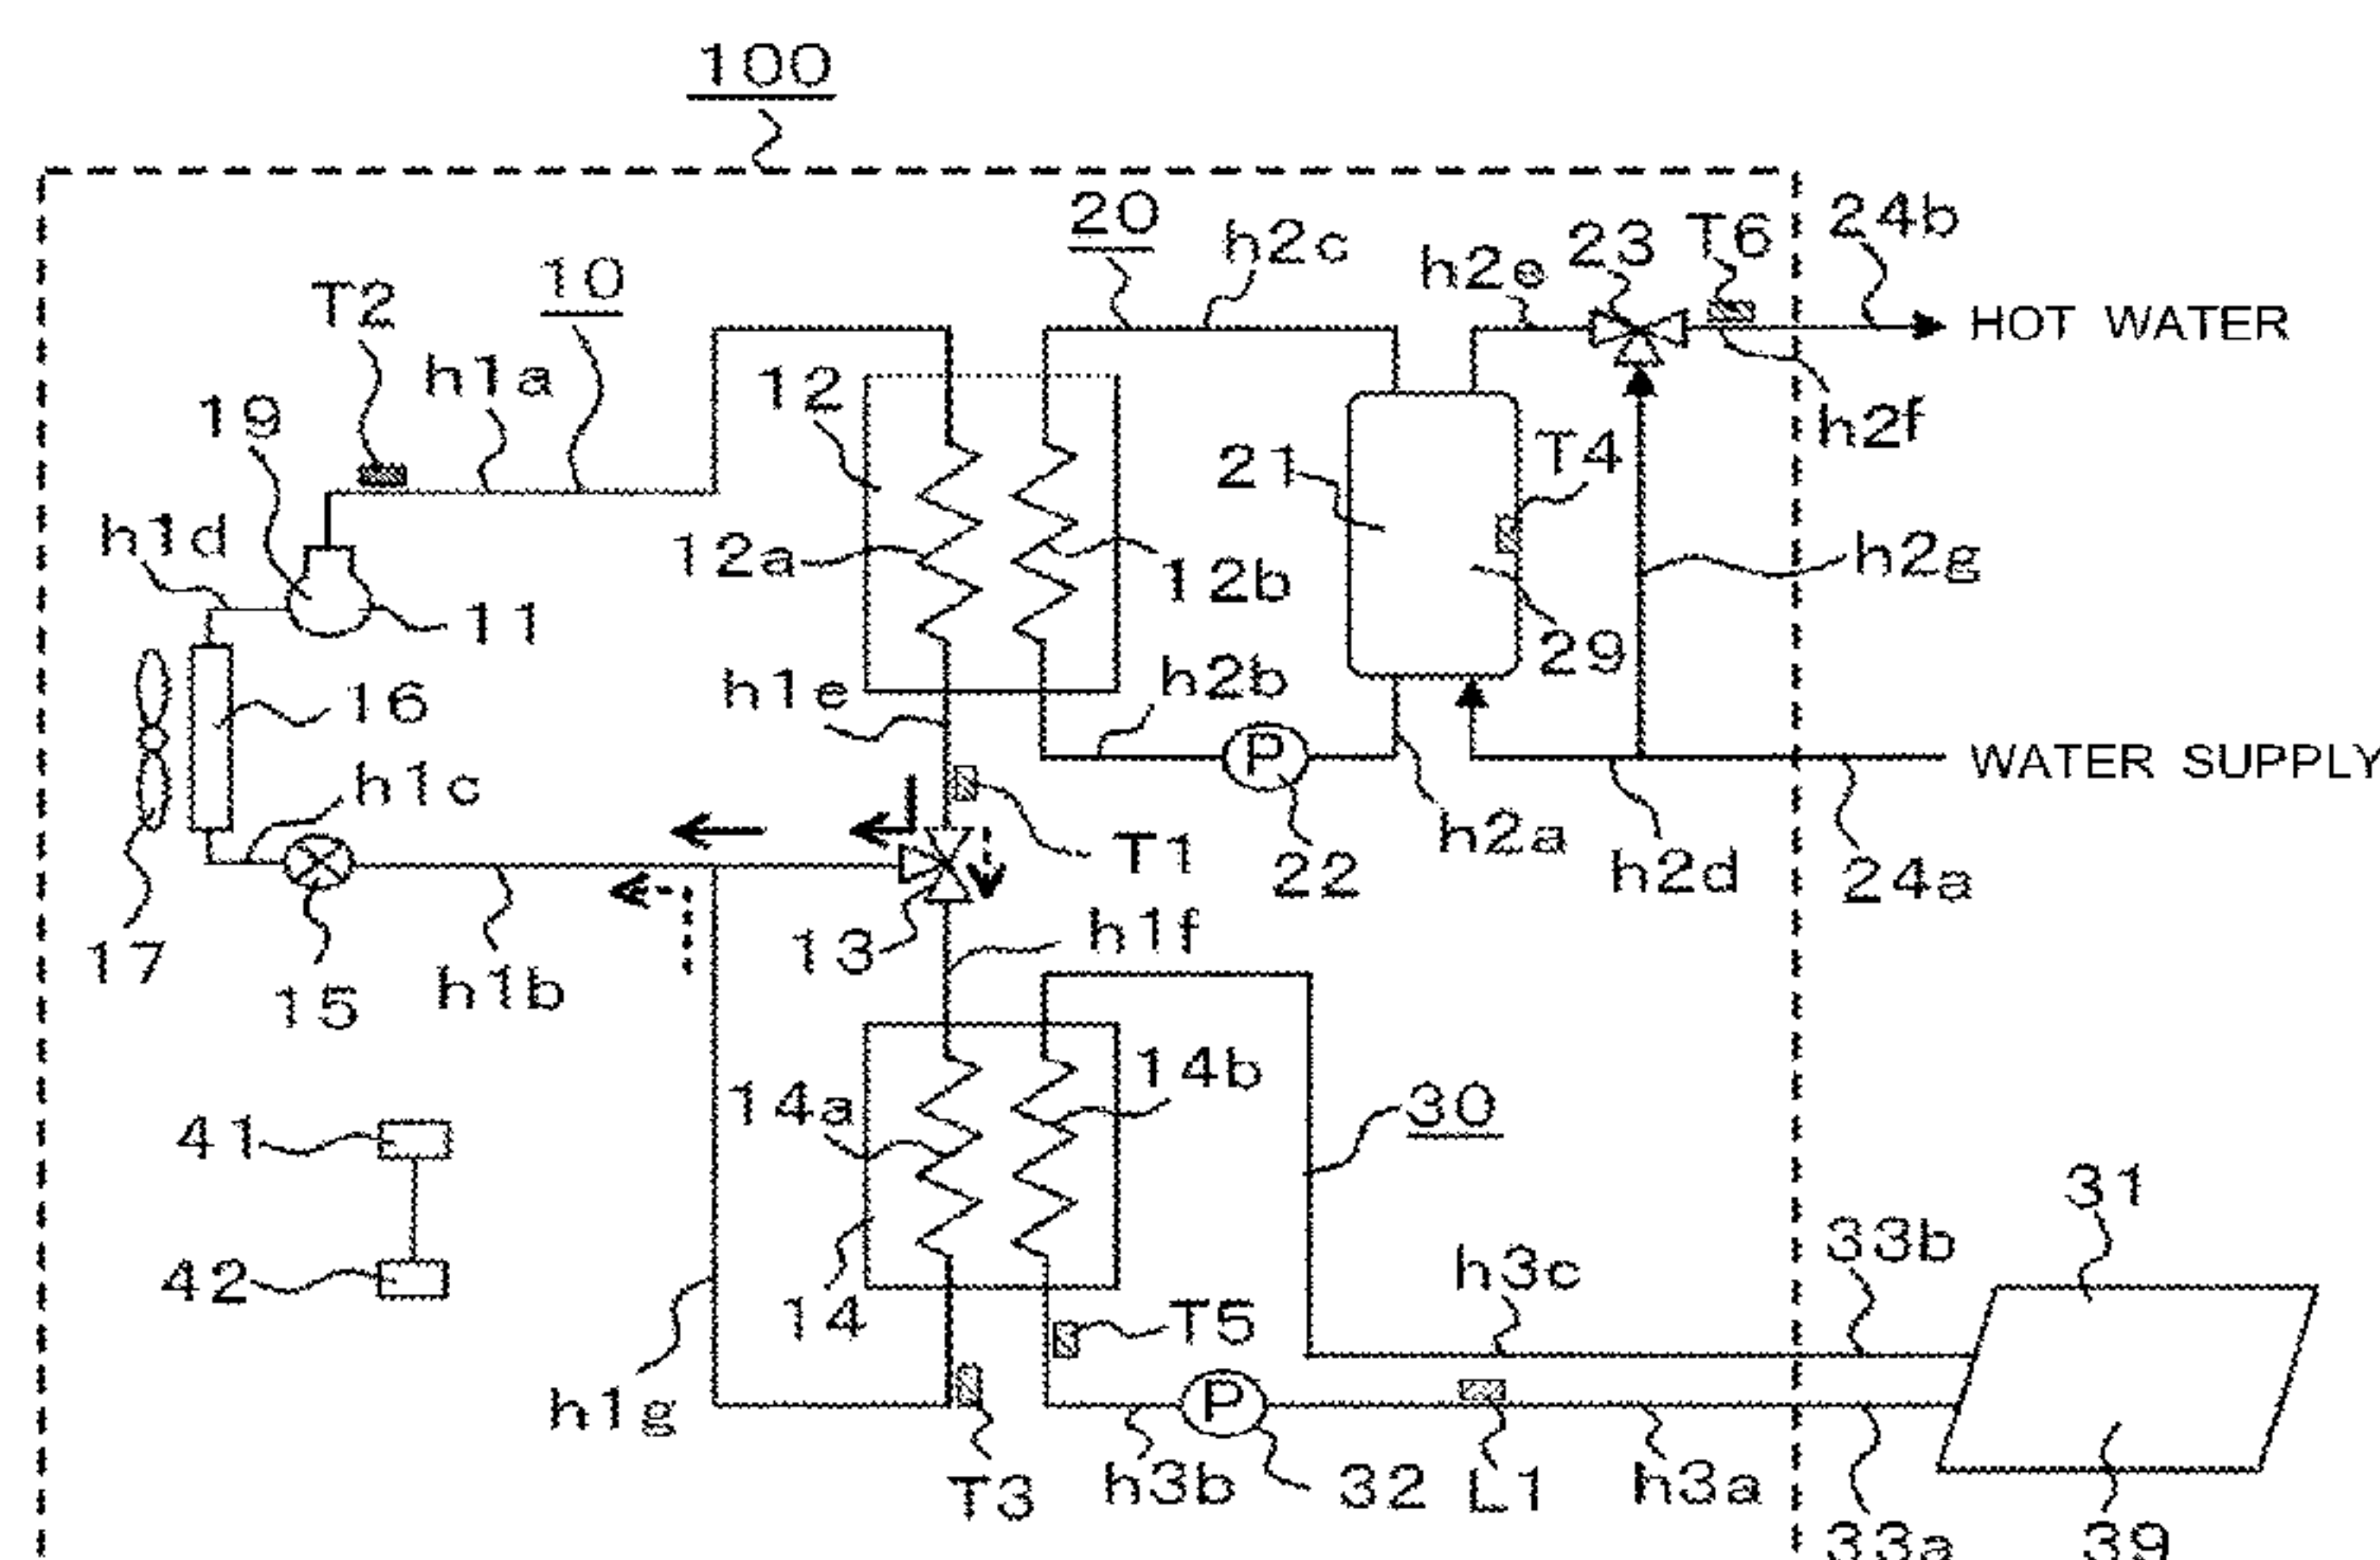 100
20
h2c
h2e
23
T6
24b
T2
10
HOT WATER
h1a
12
19
h2f
21
T4
h1d
12a
12b
h2g
11
29
h1e
h2b
16
P
WATER SUPPLY
h1c
T1
h2a
22
h2d
24a
13
h1f
17
15
h1b
14b
14a
30
41
31
33b
42
h3c
14
T5
h1g
P
T3
h3b
32
L1
h3a
33a
39